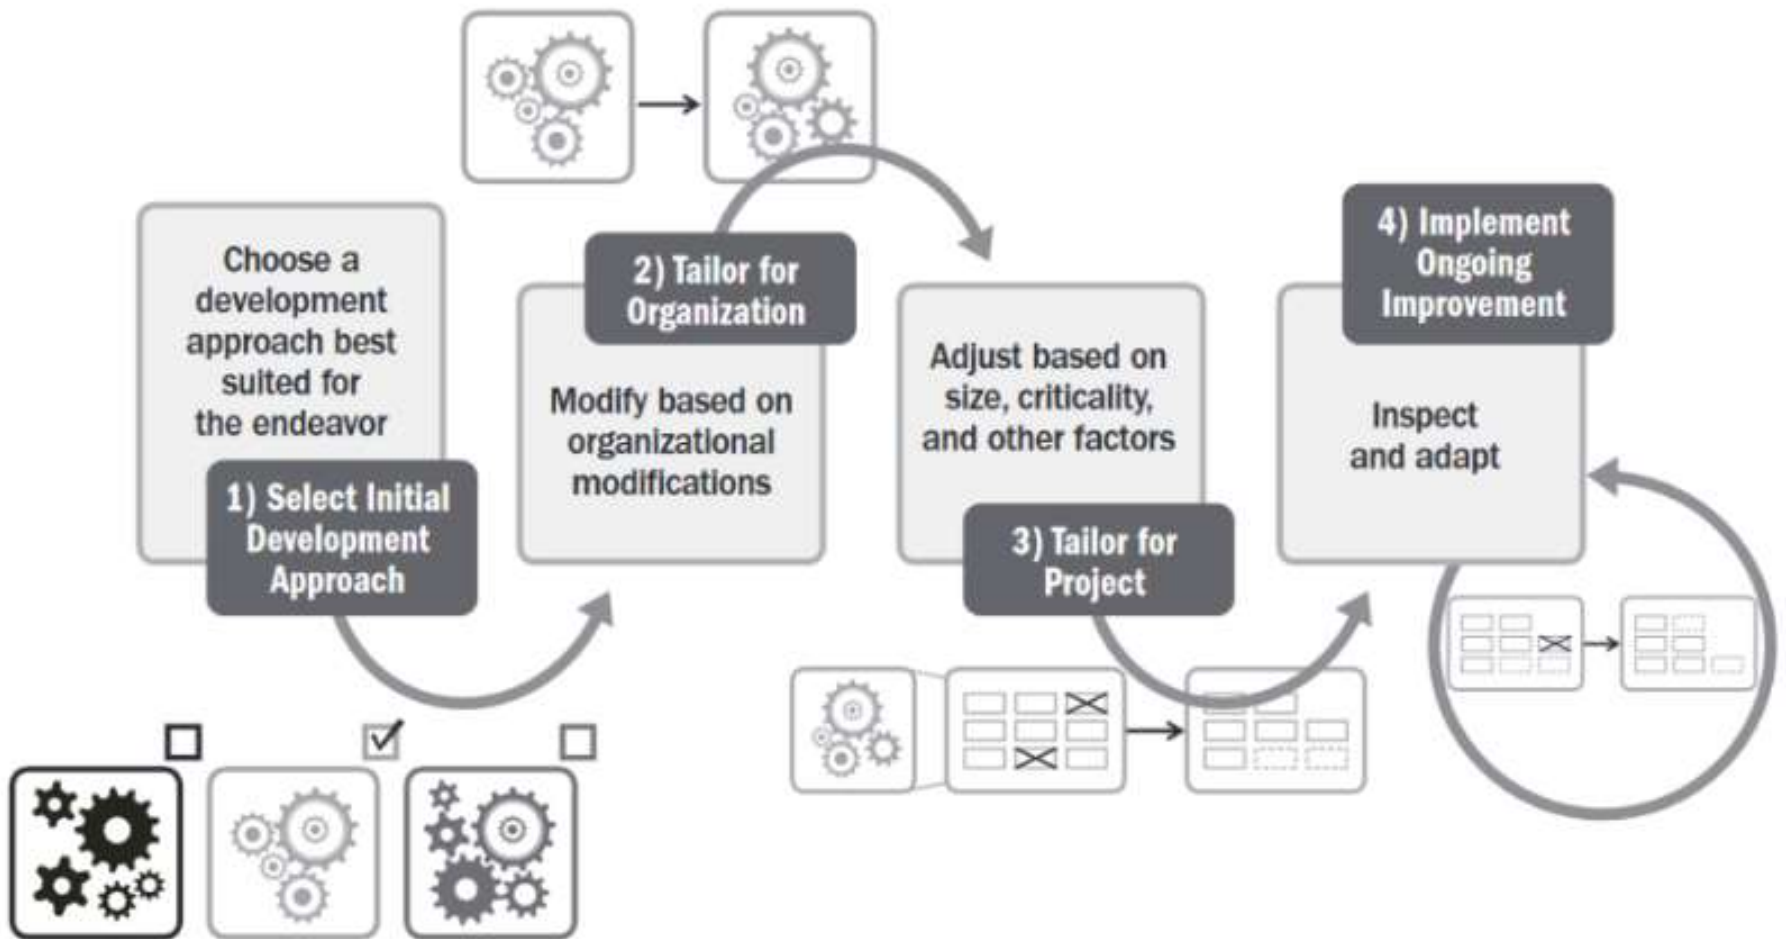 Choose a
development
approach best
suited for
the endeavor
1) Select Initial
Development
Approach
2) Tailor for
Organization
Modify based on
organizational
modifications
Adjust based on
size, criticality,
and other factors
3) Tailor for
Project
4) Implement
Ongoing
Improvement
Inspect
and adapt